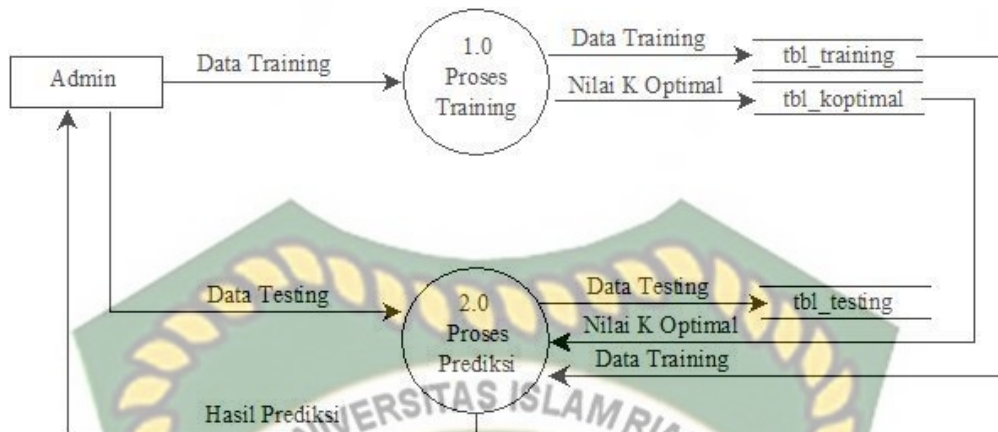 Admin
Data Training
1.0
Proses
Training
Data Training
tbl_training
Nilai K Optimal
tbl_koptimal
Data Testing
2.0
Proses
Prediksi
Data Testing
tbl_testing
Nilai K Optimal
Data Training
Hasil Prediksi
UNIVERSITAS ISLAM RIA